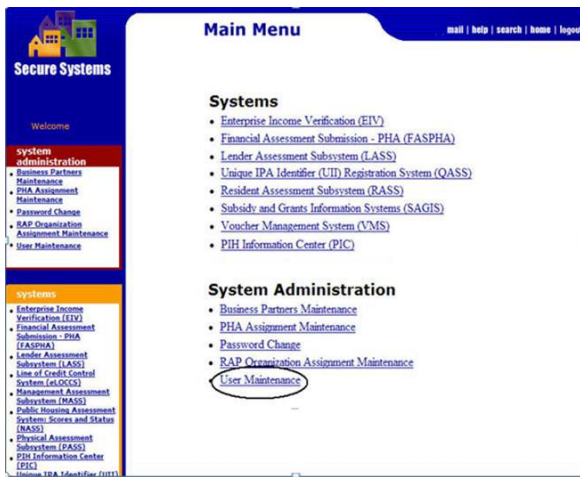 Main Menu
mail | help | search | home | logou
Secure Systems
Welcome
system
administration
Business Partners
Maintenance
PHA Assignment
Maintenance
Password Change
RAP Organization
Assignment Maintenance
User Maintenance
systems
Enterprise Income
Verification (EIV)
Financial Assessment
Submission - PHA
(FASPHA)
Lender Assessment
Subsystem (LASS)
Line of Credit Control
System (eLOCCS)
Management Assessment
Subsystem (MASS)
Public Housing Assessment
System: Scores and Status
(NASS)
Physical Assessment
Subsystem (PASS)
PIH Information Center
(PIC)
Unique IPA Identifier (UII)
Systems
• Enterprise Income Verification (EIV)
• Financial Assessment Submission - PHA (FASPHA)
• Lender Assessment Subsystem (LASS)
• Unique IPA Identifier (UII) Registration System (QASS)
• Resident Assessment Subsystem (RASS)
• Subsidy and Grants Information Systems (SAGIS)
• Voucher Management System (VMS)
• PIH Information Center (PIC)
System Administration
• Business Partners Maintenance
• PHA Assignment Maintenance
• Password Change
• RAP Organization Assignment Maintenance
• User Maintenance